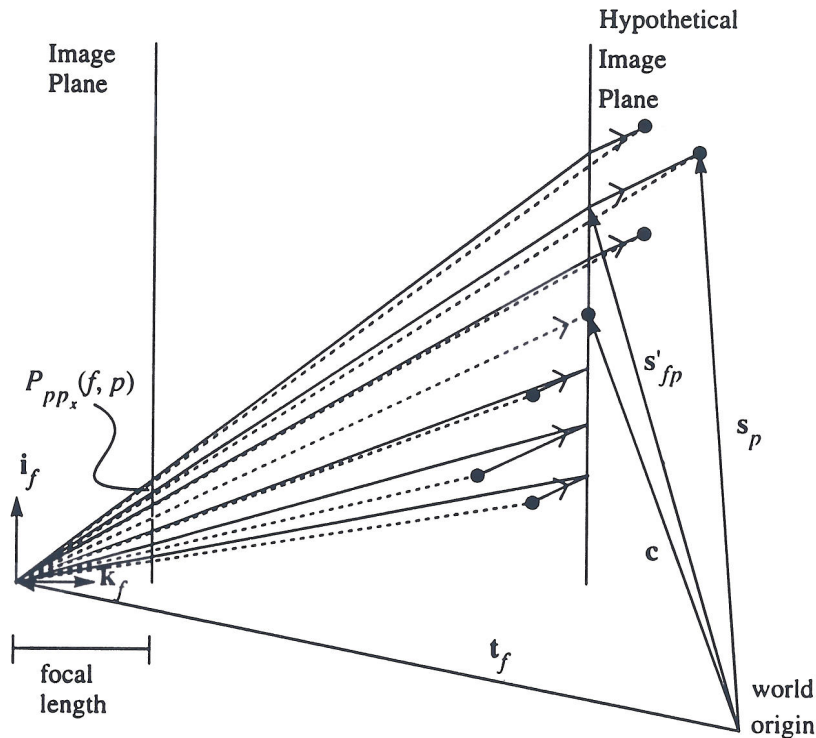 Hypothetical
Image
Plane
Image
Plane
P_{pp_x}(f, p)
i_f
k_f
s'_{fp}
s_p
c
t_f
focal
length
world
origin